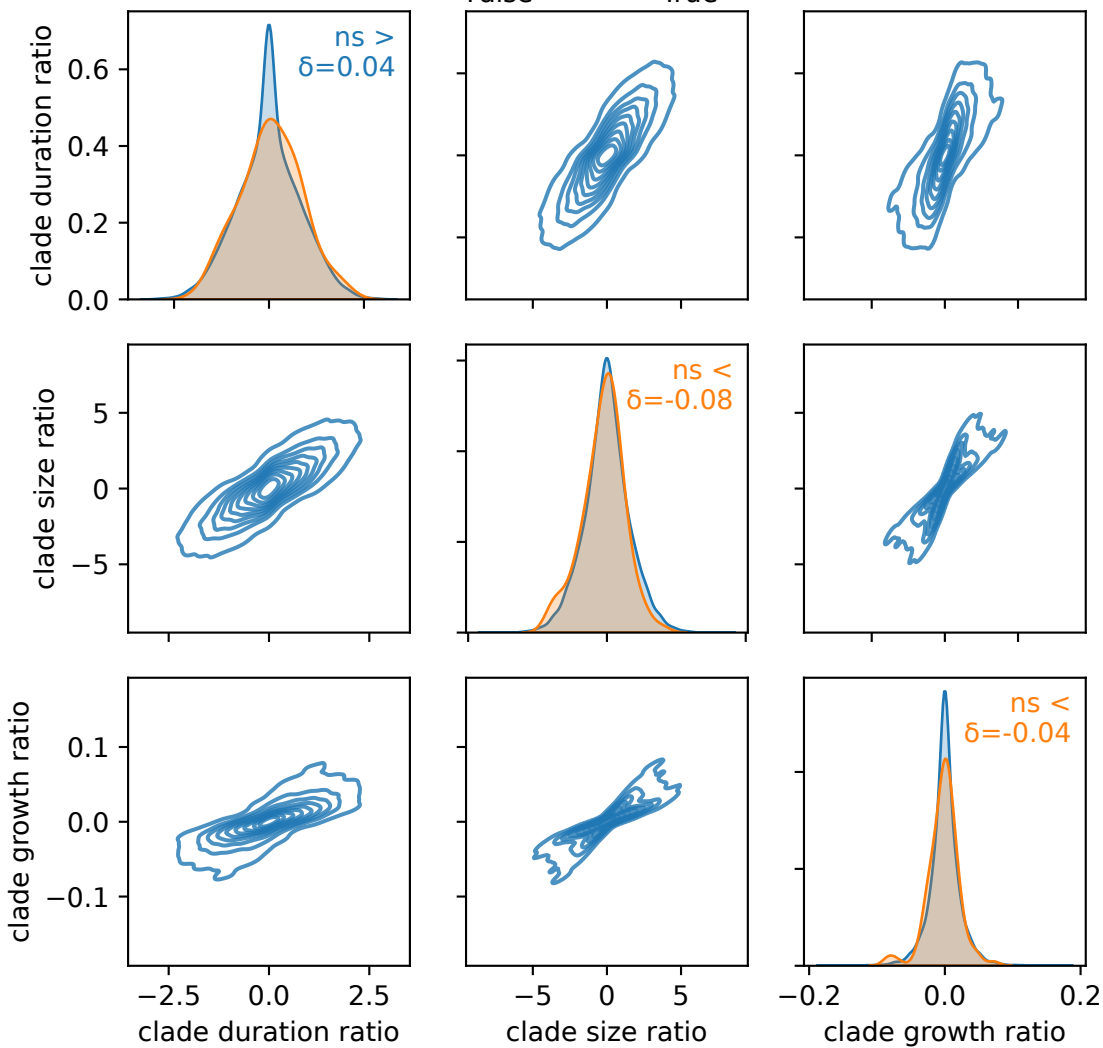 ns >
δ=0.04
clade duration ratio
0.6
0.4
0.2
0.0
−5
0
5
ns <
δ=-0.08
clade size ratio
5
0
−5
ns <
δ=-0.04
clade growth ratio
0.1
0.0
−0.1
−2.5
0.0
2.5
−5
0
5
−0.2
0.0
0.2
clade duration ratio
clade size ratio
clade growth ratio